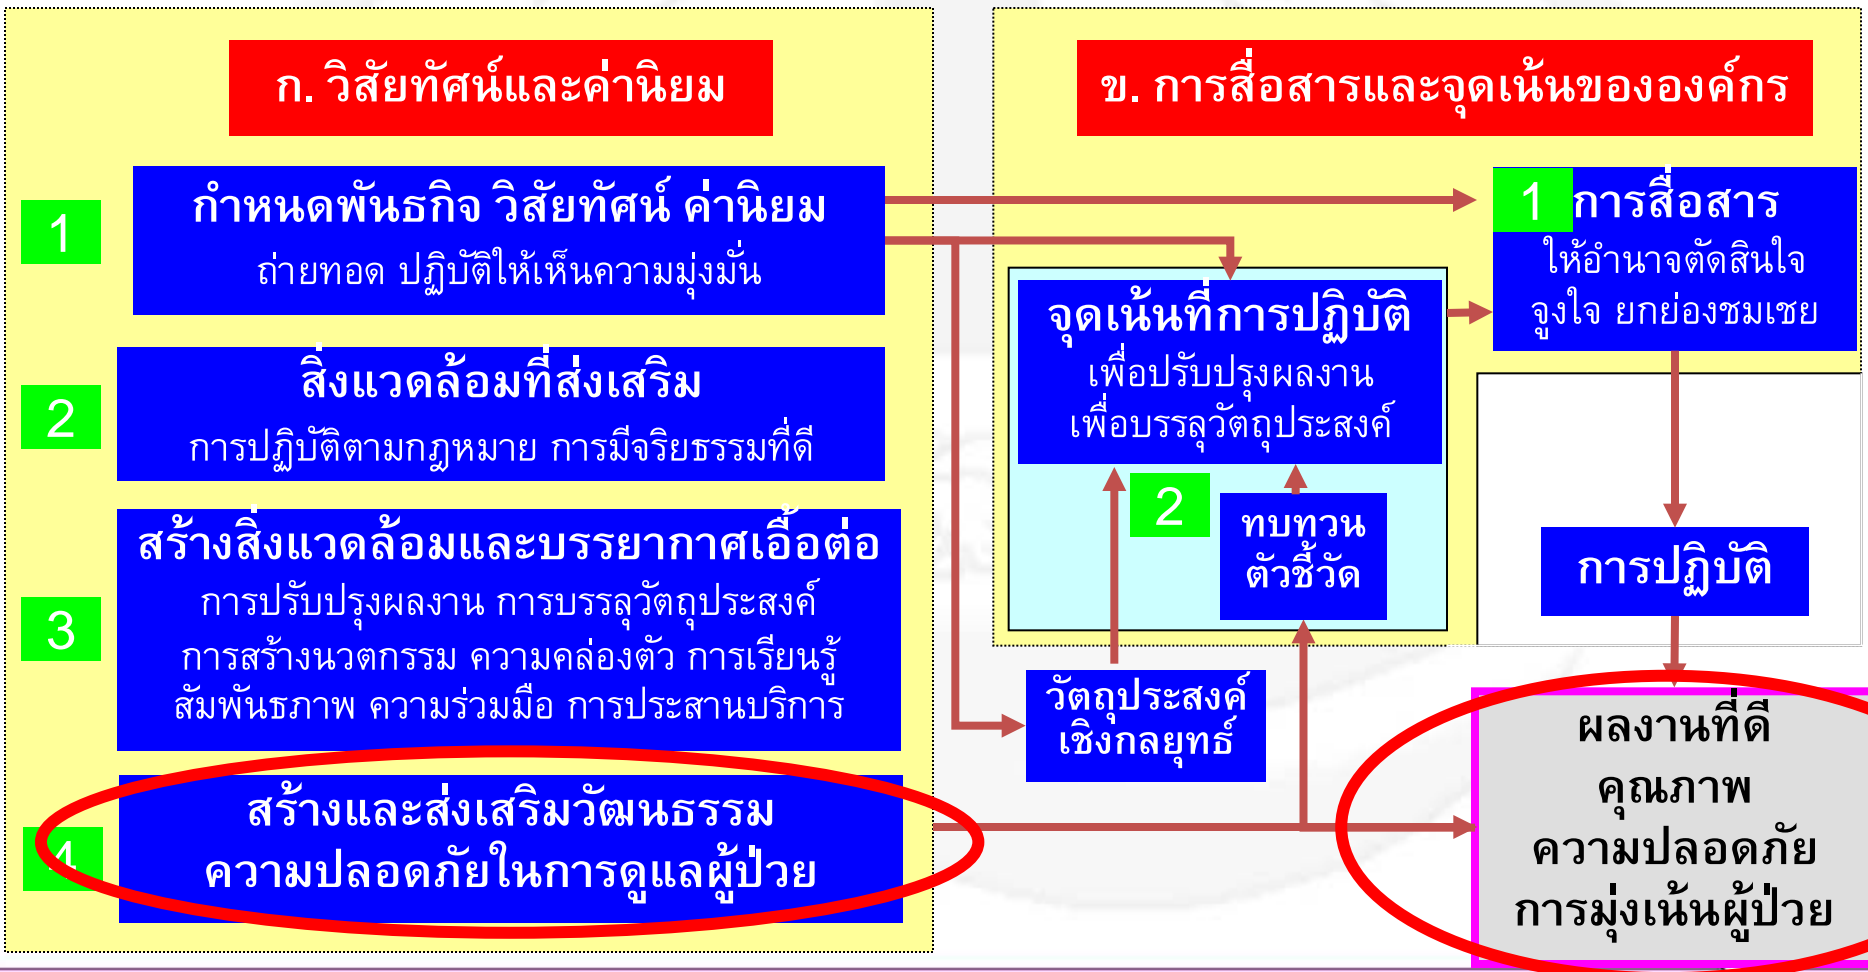 ก. วิสัยทัศน์และค่านิยม
1
กำหนดพันธกิจ วิสัยทัศน์ ค่านิยม
ถ่ายทอด ปฏิบัติให้เห็นความมุ่งมั่น
2
สิ่งแวดล้อมที่ส่งเสริม
การปฏิบัติตามกฎหมาย การมีจริยธรรมที่ดี
3
สร้างสิ่งแวดล้อมและบรรยากาศเอื้อต่อ
การปรับปรุงผลงาน การบรรลุวัตถุประสงค์
การสร้างนวตกรรม ความคล่องตัว การเรียนรู้
สัมพันธภาพ ความร่วมมือ การประสานบริการ
4
สร้างและส่งเสริมวัฒนธรรม
ความปลอดภัยในการดูแลผู้ป่วย
ข. การสื่อสารและจุดเน้นขององค์กร
1
การสื่อสาร
ให้อำนาจตัดสินใจ
จูงใจ ยกย่องชมเชย
จุดเน้นที่การปฏิบัติ
เพื่อปรับปรุงผลงาน
เพื่อบรรลุวัตถุประสงค์
2
ทบทวน
ตัวชี้วัด
การปฏิบัติ
วัตถุประสงค์
เชิงกลยุทธ์
ผลงานที่ดี
คุณภาพ
ความปลอดภัย
การมุ่งเน้นผู้ป่วย